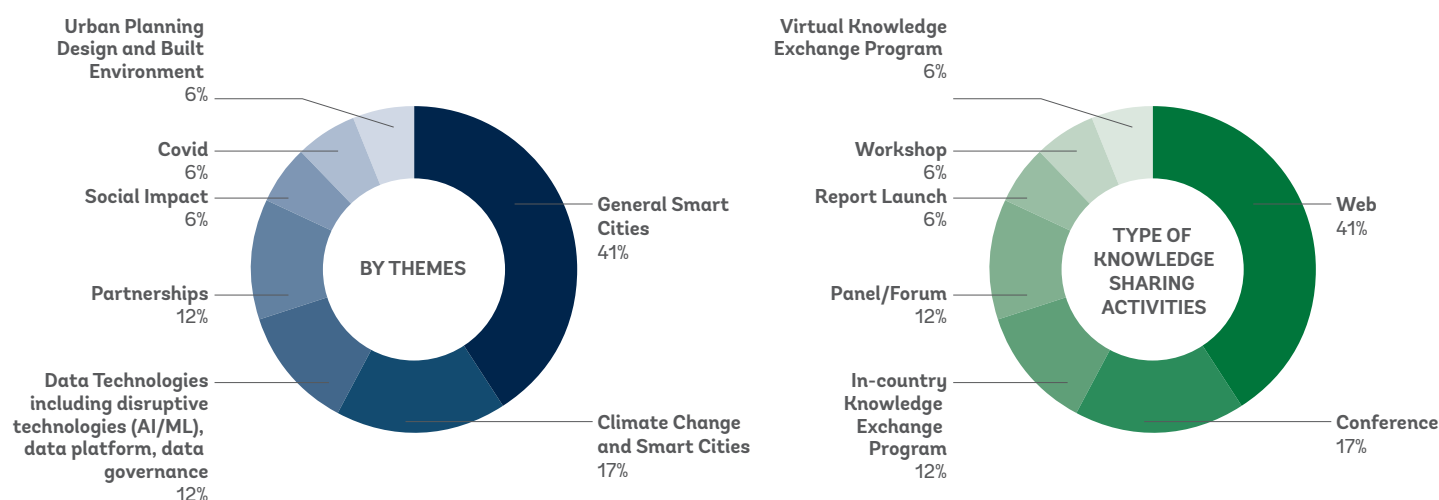 Urban Planning
Design and Built
Environment
6%
Covid
6%
Social Impact
6%
Partnerships
12%
Data Technologies
including disruptive
technologies (AI/ML),
data platform, data
governance
12%
BY THEMES
General Smart
Cities
41%
Climate Change
and Smart Cities
17%
Virtual Knowledge
Exchange Program
6%
Workshop
6%
Report Launch
6%
Panel/Forum
12%
In-country
Knowledge
Exchange
Program
12%
TYPE OF
KNOWLEDGE
SHARING
ACTIVITIES
Web
41%
Conference
17%